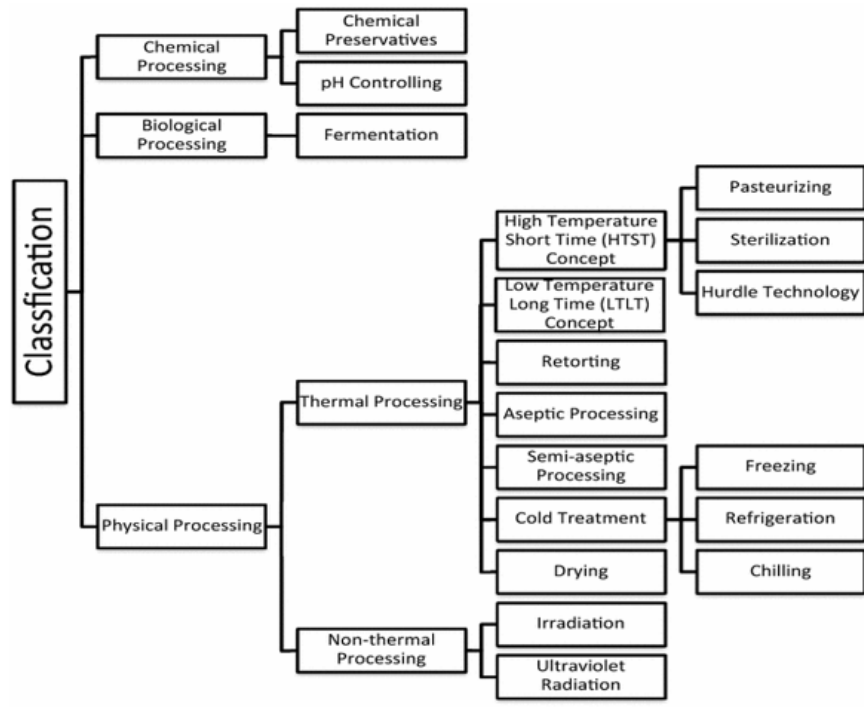 Classfication
Chemical
Processing
Chemical
Preservatives
pH Controlling
Biological
Processing
Fermentation
Physical Processing
Thermal Processing
High Temperature
Short Time (HTST)
Concept
Pasteurizing
Sterilization
Hurdle Technology
Low Temperature
Long Time (LTLT)
Concept
Retorting
Aseptic Processing
Semi-aseptic
Processing
Cold Treatment
Freezing
Refrigeration
Chilling
Drying
Non-thermal
Processing
Irradiation
Ultraviolet
Radiation